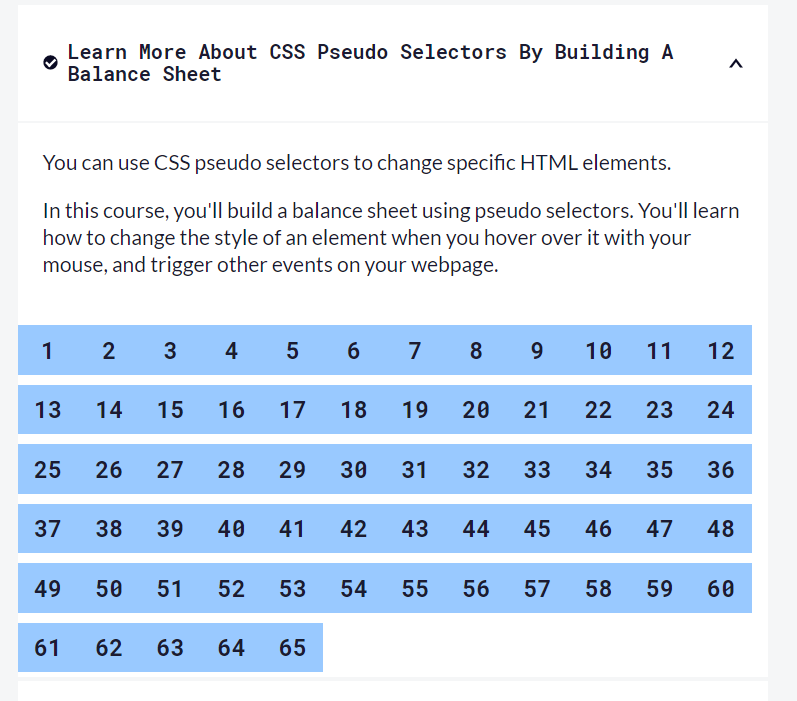 Learn More About CSS Pseudo Selectors By Building A
Balance Sheet
You can use CSS pseudo selectors to change specific HTML elements.
In this course, you'll build a balance sheet using pseudo selectors. You'll learn
how to change the style of an element when you hover over it with your
mouse, and trigger other events on your webpage.
1 2 3 4 5 6 7 8 9 10 11 12
13 14 15 16 17 18 19 20 21 22 23 24
25 26 27 28 29 30 31 32 33 34 35 36
37 38 39 40 41 42 43 44 45 46 47 48
49 50 51 52 53 54 55 56 57 58 59 60
61 62 63 64 65